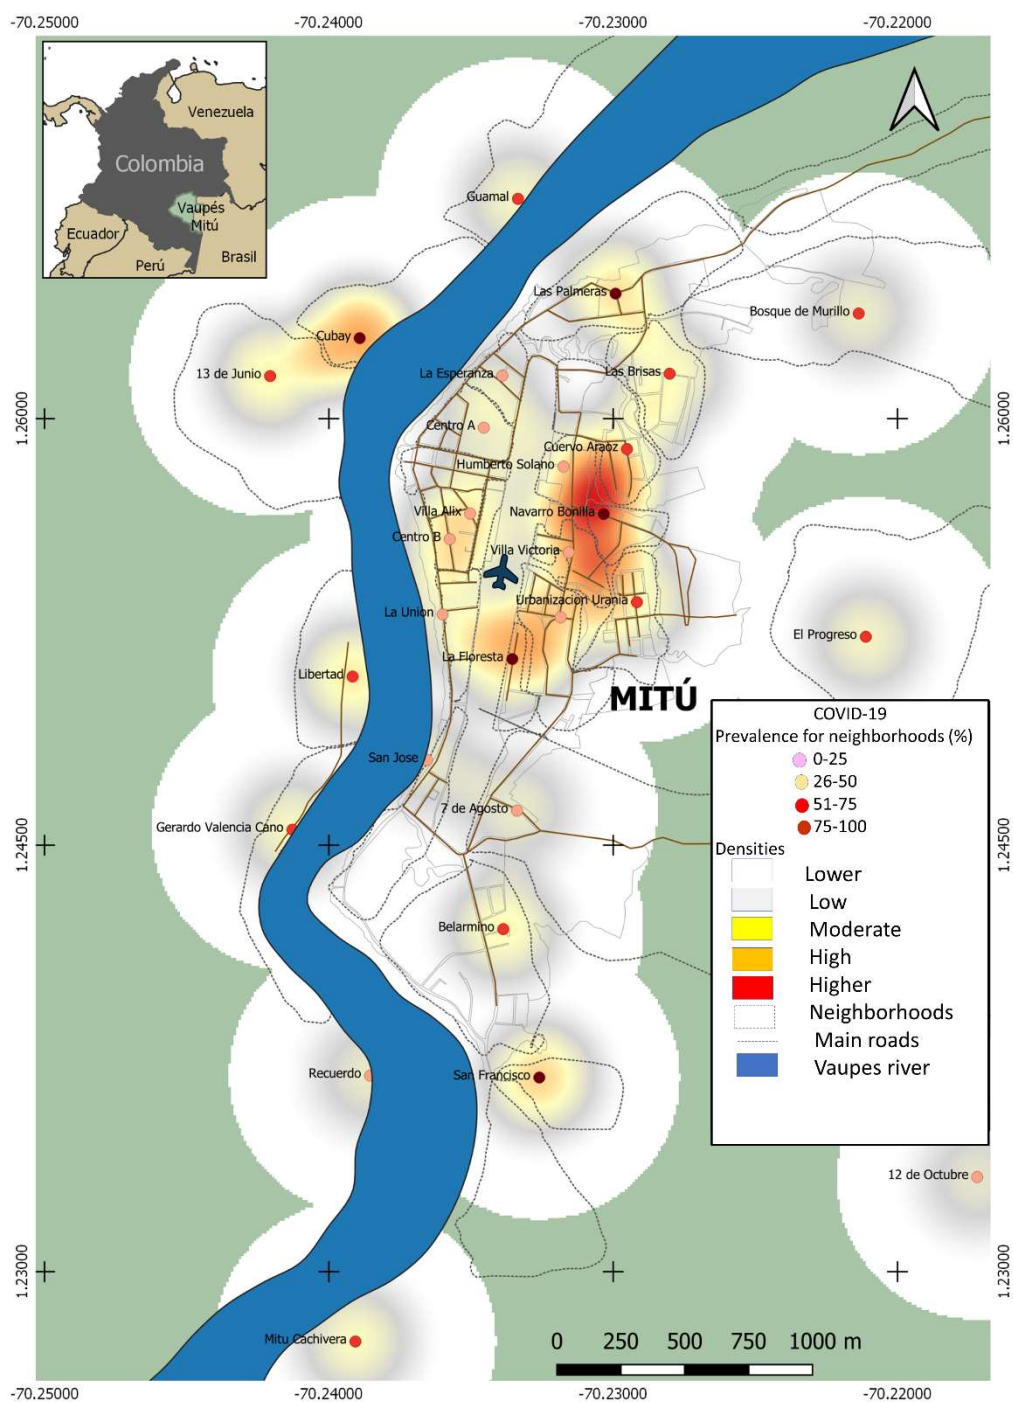 -70.25000
-70.24000
-70.23000
-70.22000
Venezuela
Colombia
Vaupés
Mitú
Ecuador
Perú
Brasil
Guamal
Las Palmeras
Bosque de Murillo
Cubay
13 de Junio
La Esperanza
Las Brisas
1.26000
1.26000
Centro A
Cuervo Araoz
Humberto Solano
Villa Alix
Navarro Bonilla
Centro B
Villa Victoria
La Union
Urbanizacion Urania
El Progreso
La Floresta
Libertad
MITÚ
San Jose
7 de Agosto
Gerardo Valencia Cano
1.24500
1.24500
Belarmino
Recuerdo
San Francisco
12 de Octubre
1.23000
1.23000
Mitu Cachivera
COVID-19
Prevalence for neighborhoods (%)
0-25
26-50
51-75
75-100
Densities
Lower
Low
Moderate
High
Higher
Neighborhoods
Main roads
Vaupes river
0 250 500 750 1000 m
-70.25000
-70.24000
-70.23000
-70.22000